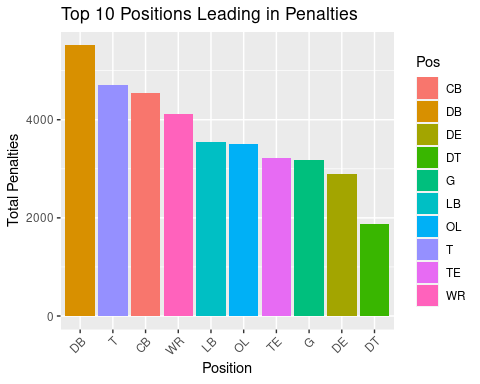 Top 10 Positions Leading in Penalties
Total Penalties
4000
2000
0
DB T CB WR LB OL TE G DE DT
Position
Pos
CB
DB
DE
DT
G
LB
OL
T
TE
WR